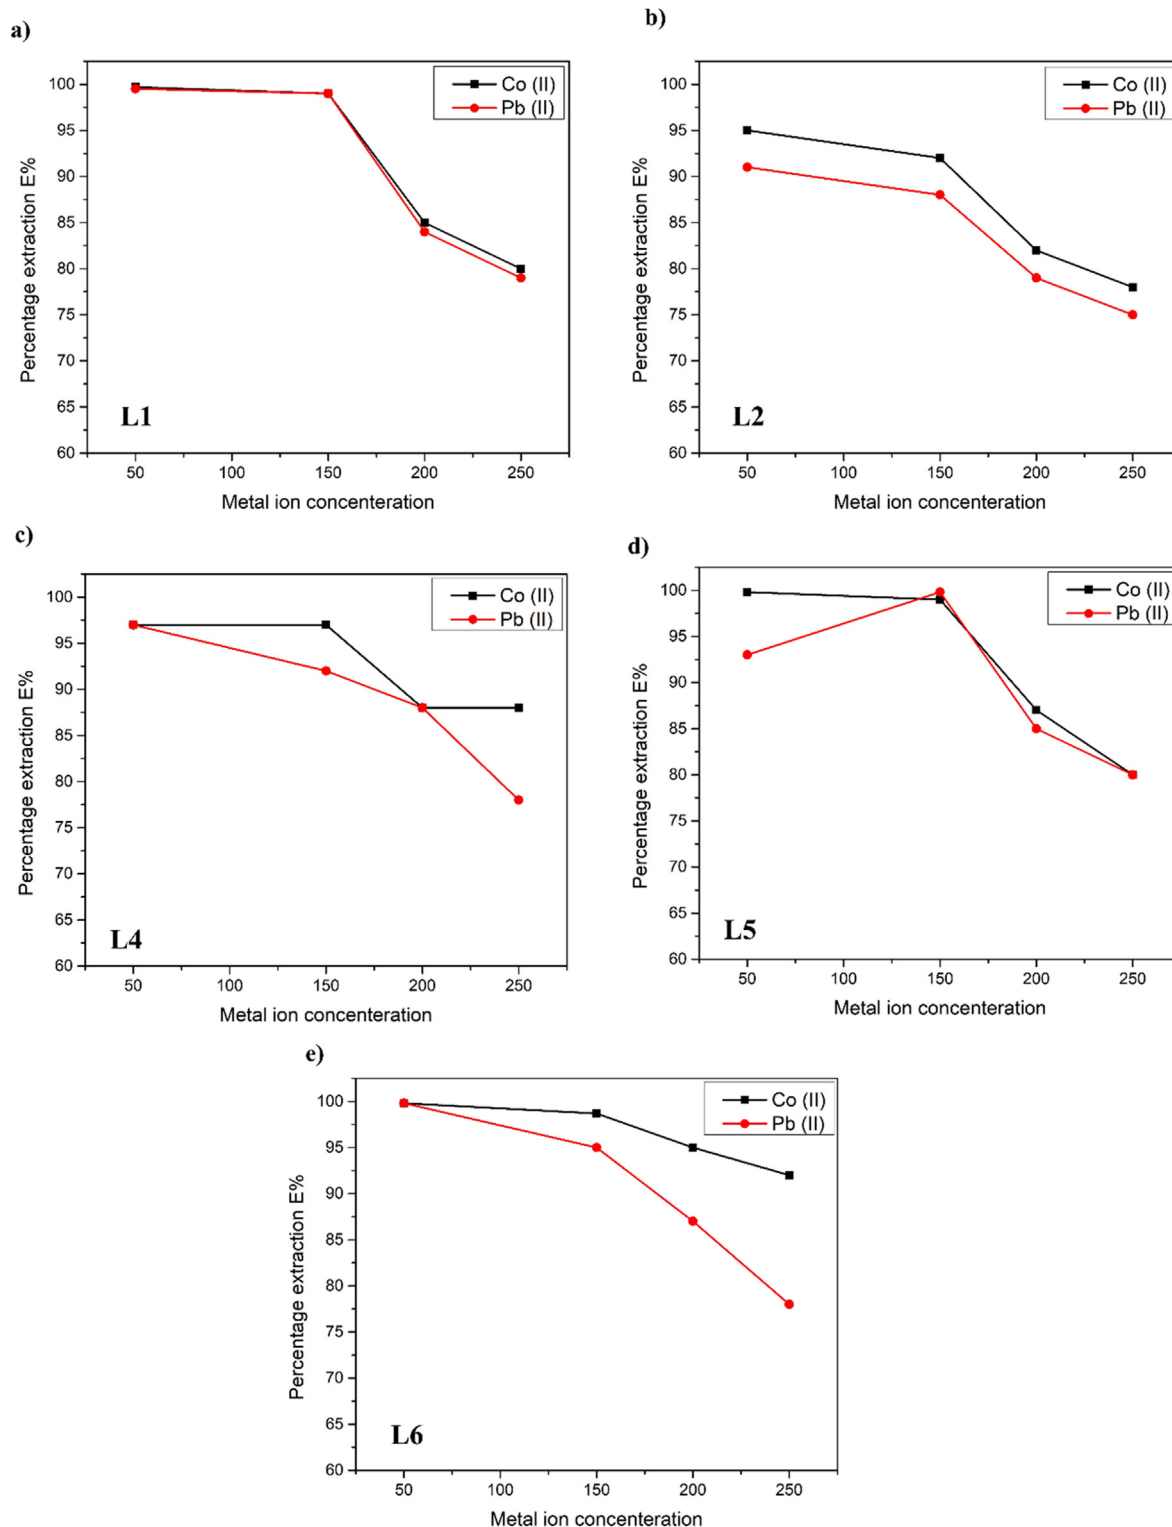 a)
100
95
90
85
80
75
70
65
60
Percentage extraction E%
Co (II)
Pb (II)
L1
50 100 150 200 250
Metal ion concenteration
b)
100
95
90
85
80
75
70
65
60
Percentage extraction E%
Co (II)
Pb (II)
L2
50 100 150 200 250
Metal ion concenteration
c)
100
95
90
85
80
75
70
65
60
Percentage extraction E%
Co (II)
Pb (II)
L4
50 100 150 200 250
Metal ion concenteration
d)
100
95
90
85
80
75
70
65
60
Percentage extraction E%
Co (II)
Pb (II)
L5
50 100 150 200 250
Metal ion concenteration
e)
100
95
90
85
80
75
70
65
60
Percentage extraction E%
Co (II)
Pb (II)
L6
50 100 150 200 250
Metal ion concenteration